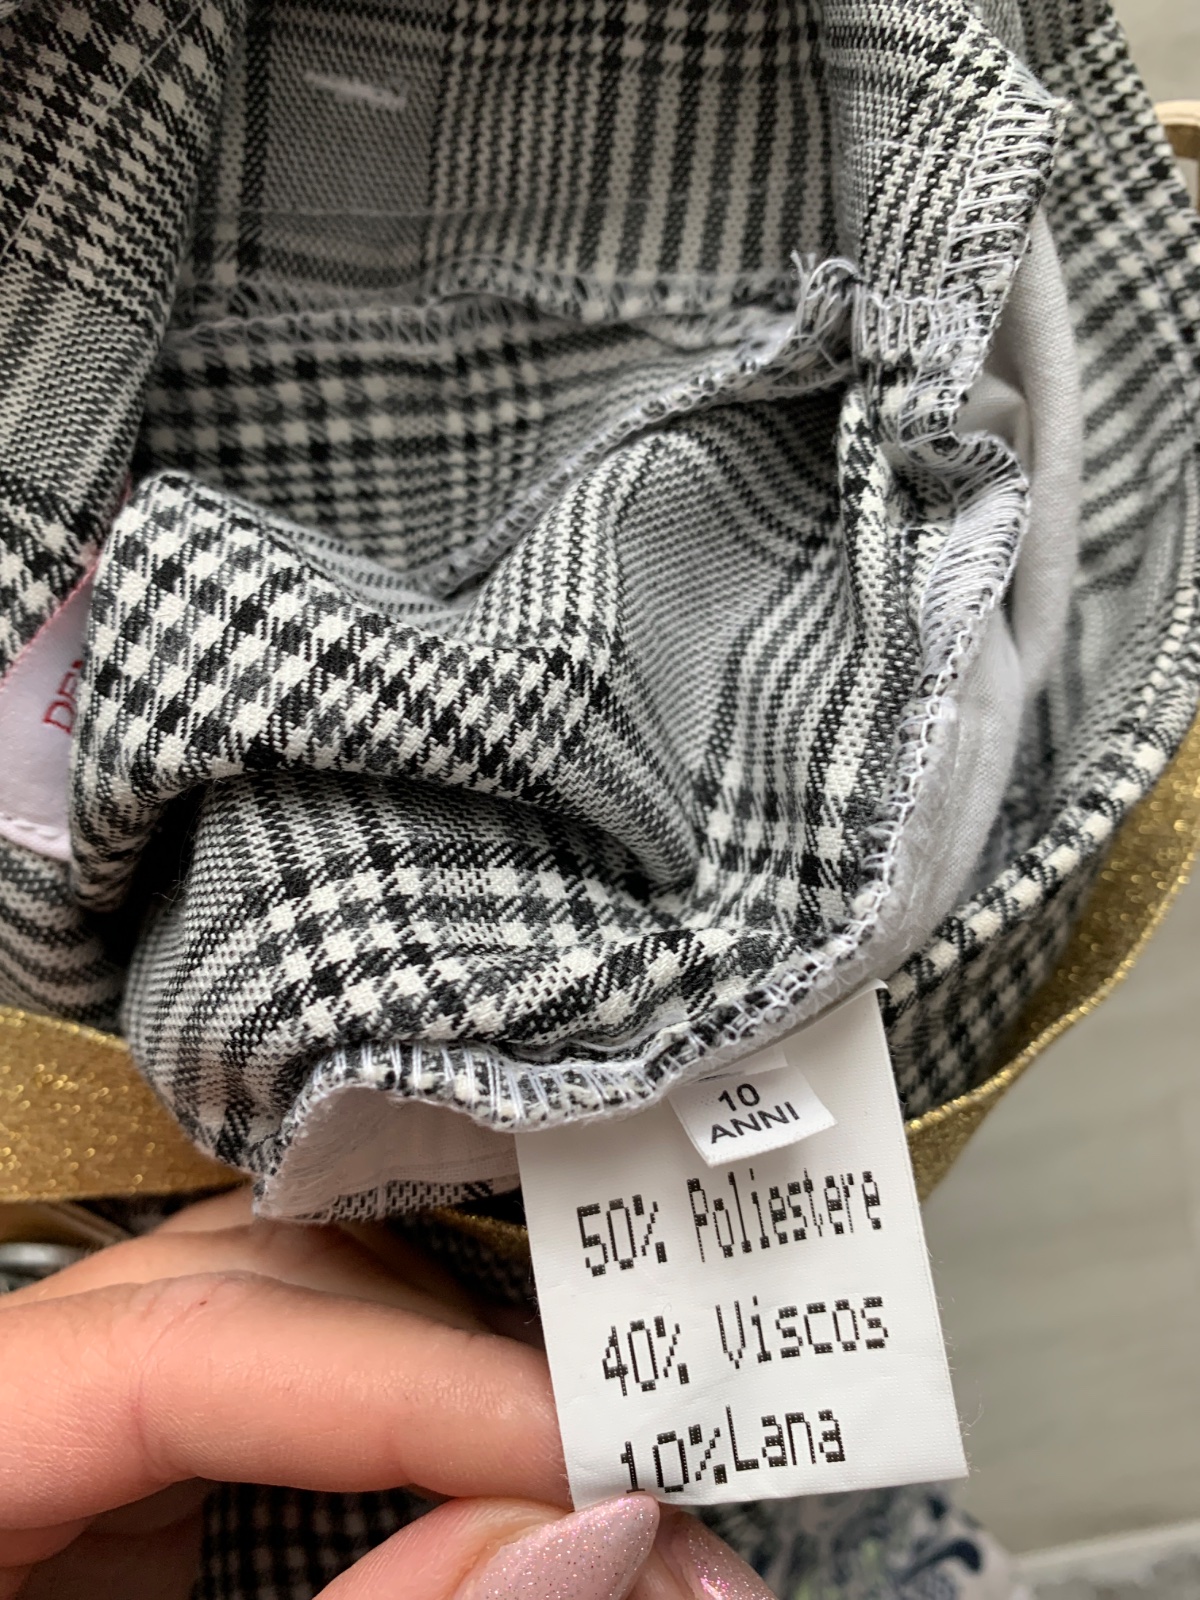 10
ANNI
50% Poliestere
40% Viscos
10% Lana